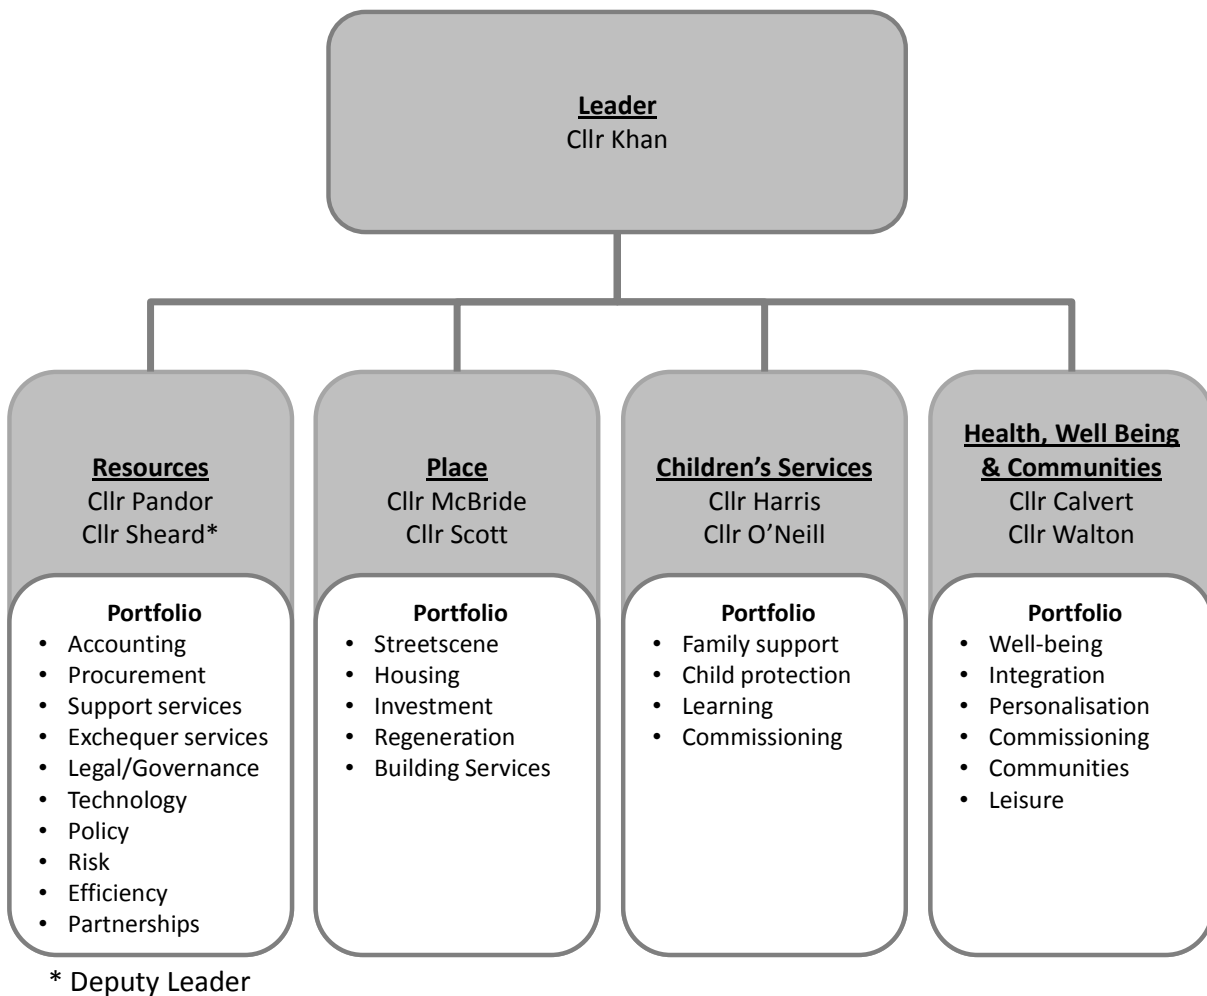 Leader
Cllr Khan
Resources
Cllr Pandor
Cllr Sheard*
Portfolio
• Accounting
• Procurement
• Support services
• Exchequer services
• Legal/Governance
• Technology
• Policy
• Risk
• Efficiency
• Partnerships
Place
Cllr McBride
Cllr Scott
Portfolio
• Streetscene
• Housing
• Investment
• Regeneration
• Building Services
Children’s Services
Cllr Harris
Cllr O’Neill
Portfolio
• Family support
• Child protection
• Learning
• Commissioning
Health, Well Being
& Communities
Cllr Calvert
Cllr Walton
Portfolio
• Well-being
• Integration
• Personalisation
• Commissioning
• Communities
• Leisure
* Deputy Leader